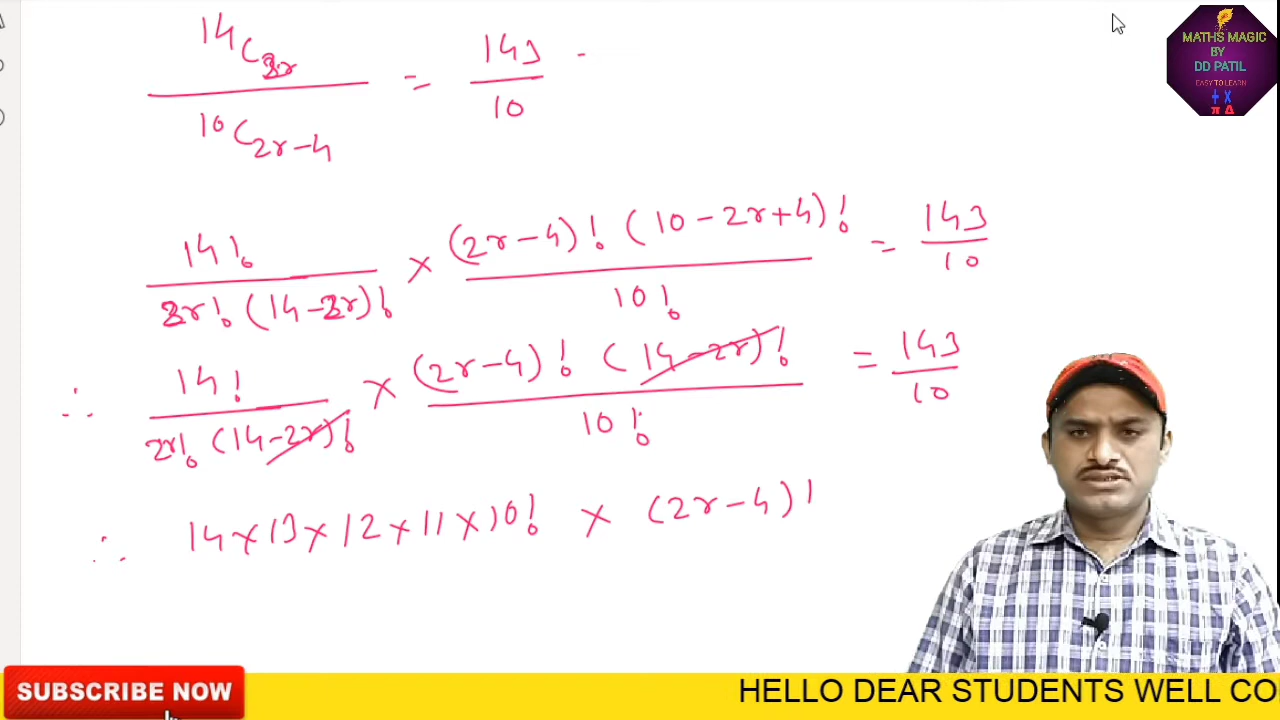 ¹⁴C₂ᵣ / ¹⁰C₂ᵣ₋₄ = 143/10
MATHS MAGIC
BY
DD PATIL
EASY TO LEARN
+ X
π Δ
14! / 2r! (14-2r)! × (2r-4)! (10-2r+4)! / 10! = 143/10
∴ 14! / 2r! (14-2r)! × (2r-4)! (14-2r)! / 10! = 143/10
∴ 14×13×12×11×10! × (2r-4)!
SUBSCRIBE NOW
HELLO DEAR STUDENTS WELL CO